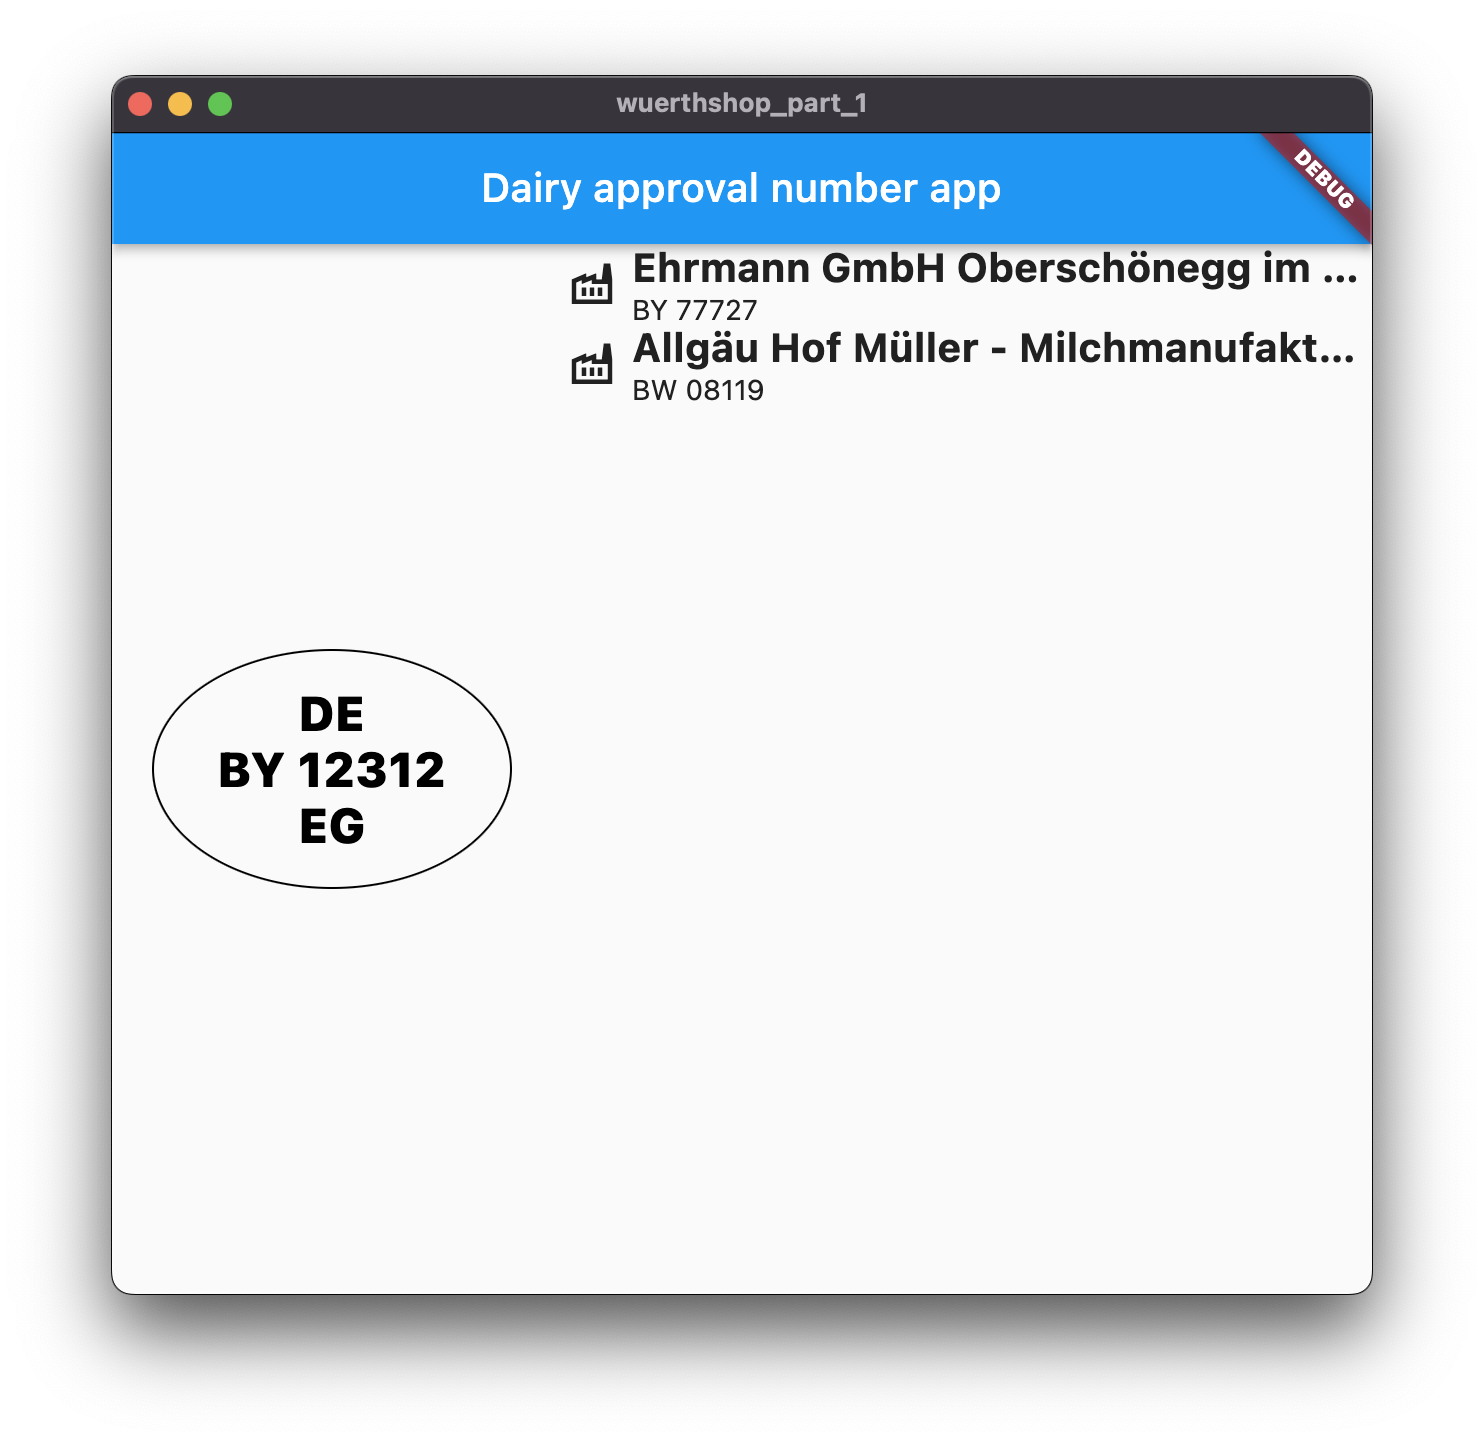 wuerthshop_part_1
Dairy approval number app
DEBUG
Ehrmann GmbH Oberschönegg im ...
BY 77727
Allgäu Hof Müller - Milchmanufakt...
BW 08119
DE
BY 12312
EG